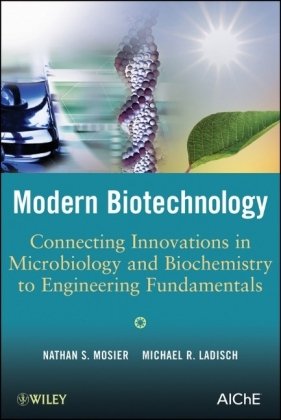 Modern Biotechnology
Connecting Innovations in
Microbiology and Biochemistry
to Engineering Fundamentals
NATHAN S. MOSIER MICHAEL R. LADISCH
WILEY
AIChE